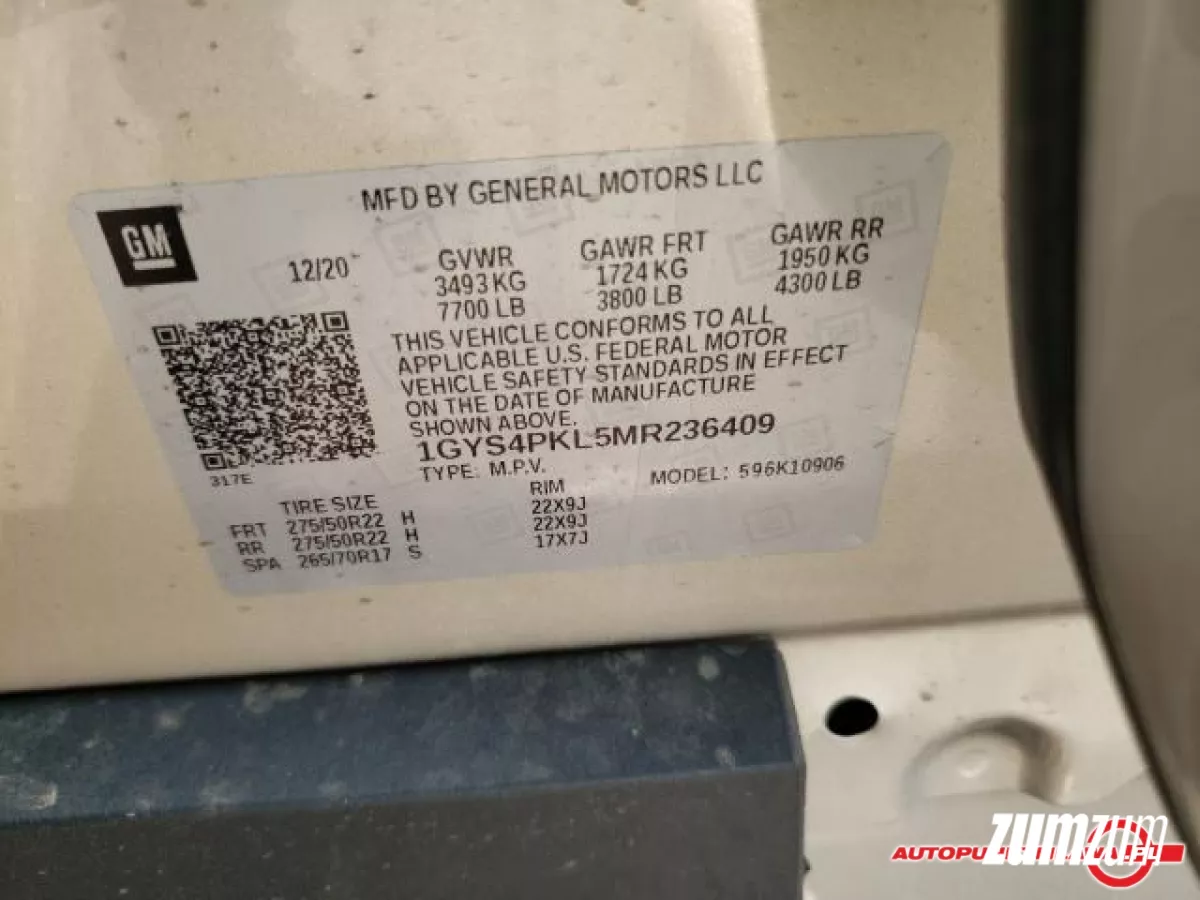 MFD BY GENERAL MOTORS LLC
GM
12/20
GVWR
3493 KG
7700 LB
GAWR FRT
1724 KG
3800 LB
GAWR RR
1950 KG
4300 LB
THIS VEHICLE CONFORMS TO ALL
APPLICABLE U.S. FEDERAL MOTOR
VEHICLE SAFETY STANDARDS IN EFFECT
ON THE DATE OF MANUFACTURE
SHOWN ABOVE.
1GYS4PKL5MR236409
TYPE: M.P.V. MODEL: 596K10906
317E
TIRE SIZE RIM
FRT 275/50R22 H 22X9J
RR 275/50R22 H 22X9J
SPA 265/70R17 S 17X7J
zumzum